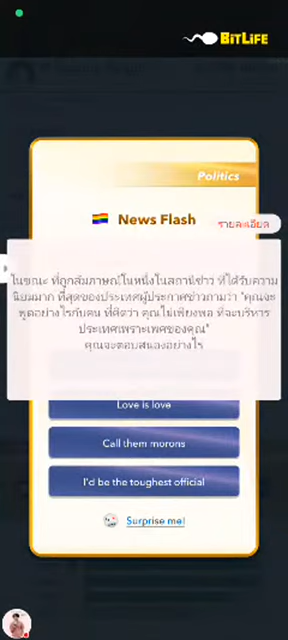 BITLIFE
Politics
News Flash
รายละเอียด
ในขณะ ที่ถูกสัมภาษณ์ในหนึ่งในสถานีข่าว ที่ได้รับความ
นิยมมาก ที่สุดของประเทศผู้ประกาศข่าวถามว่า "คุณจะ
พูดอย่างไรกับคน ที่คิดว่า คุณไม่เพียงพอ ที่จะบริหาร
ประเทศเพราะเพศของคุณ"
คุณจะตอบสนองอย่างไร
Love is love
Call them morons
I'd be the toughest official
Surprise me!